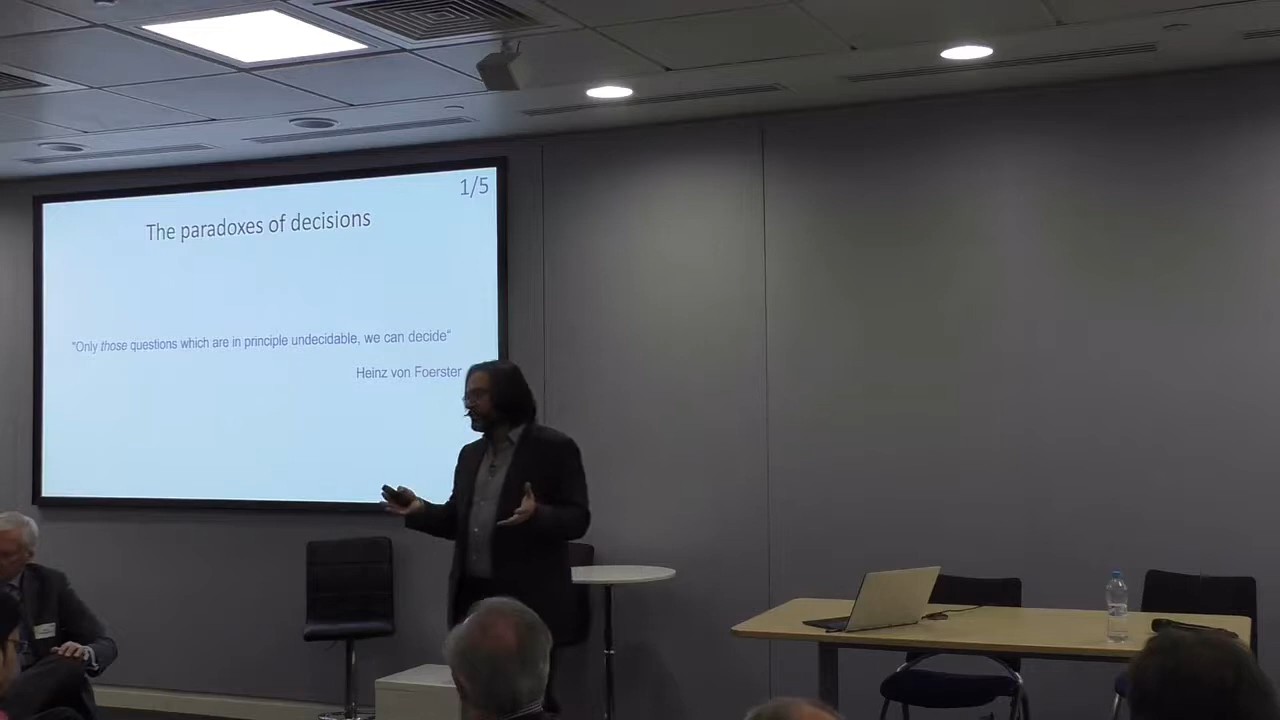 1/5
The paradoxes of decisions
"Only those questions which are in principle undecidable, we can decide"
Heinz von Foerster